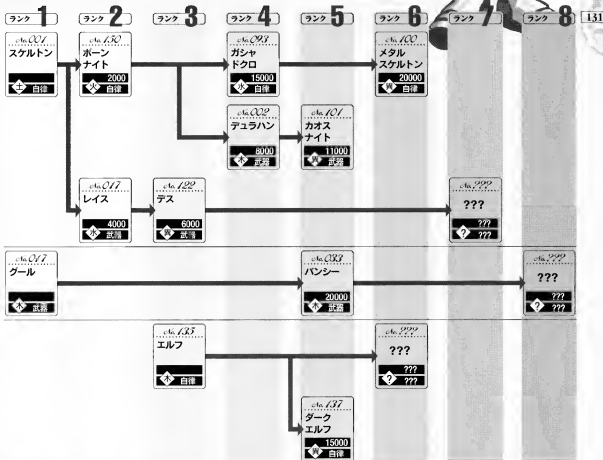 ランク 1 ランク 2 ランク 3 ランク 4 ランク 5 ランク 6 ランク 7 ランク 8
131
No.001
スケルトン
土 自律
No.130
ボーン
ナイト
2000
火 自律
No.093
ガシャ
ドクロ
15000
水 自律
No.100
メタル
スケルトン
20000
異 自律
No.002
デュラハン
8000
木 武器
No.101
カオス
ナイト
11000
異 武器
No.017
レイス
4000
水 武器
No.122
デス
6000
異 武器
No.???
???
???
? ???
No.017
グール
木 武器
No.033
バンシー
20000
木 武器
No.???
???
???
? ???
No.135
エルフ
木 自律
No.???
???
???
? ???
No.137
ダーク
エルフ
15000
異 自律